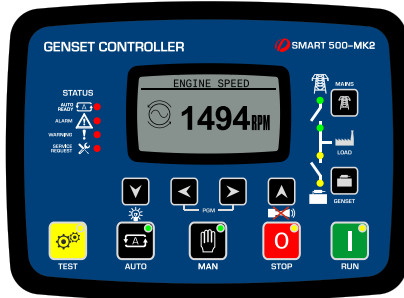 GENSET CONTROLLER
SMART 500-MK2
STATUS
AUTO
READY
ALARM
WARNING
SERVICE
REQUEST
ENGINE SPEED
1494RPM
MAINS
LOAD
GENSET
PGM
TEST
AUTO
MAN
STOP
RUN